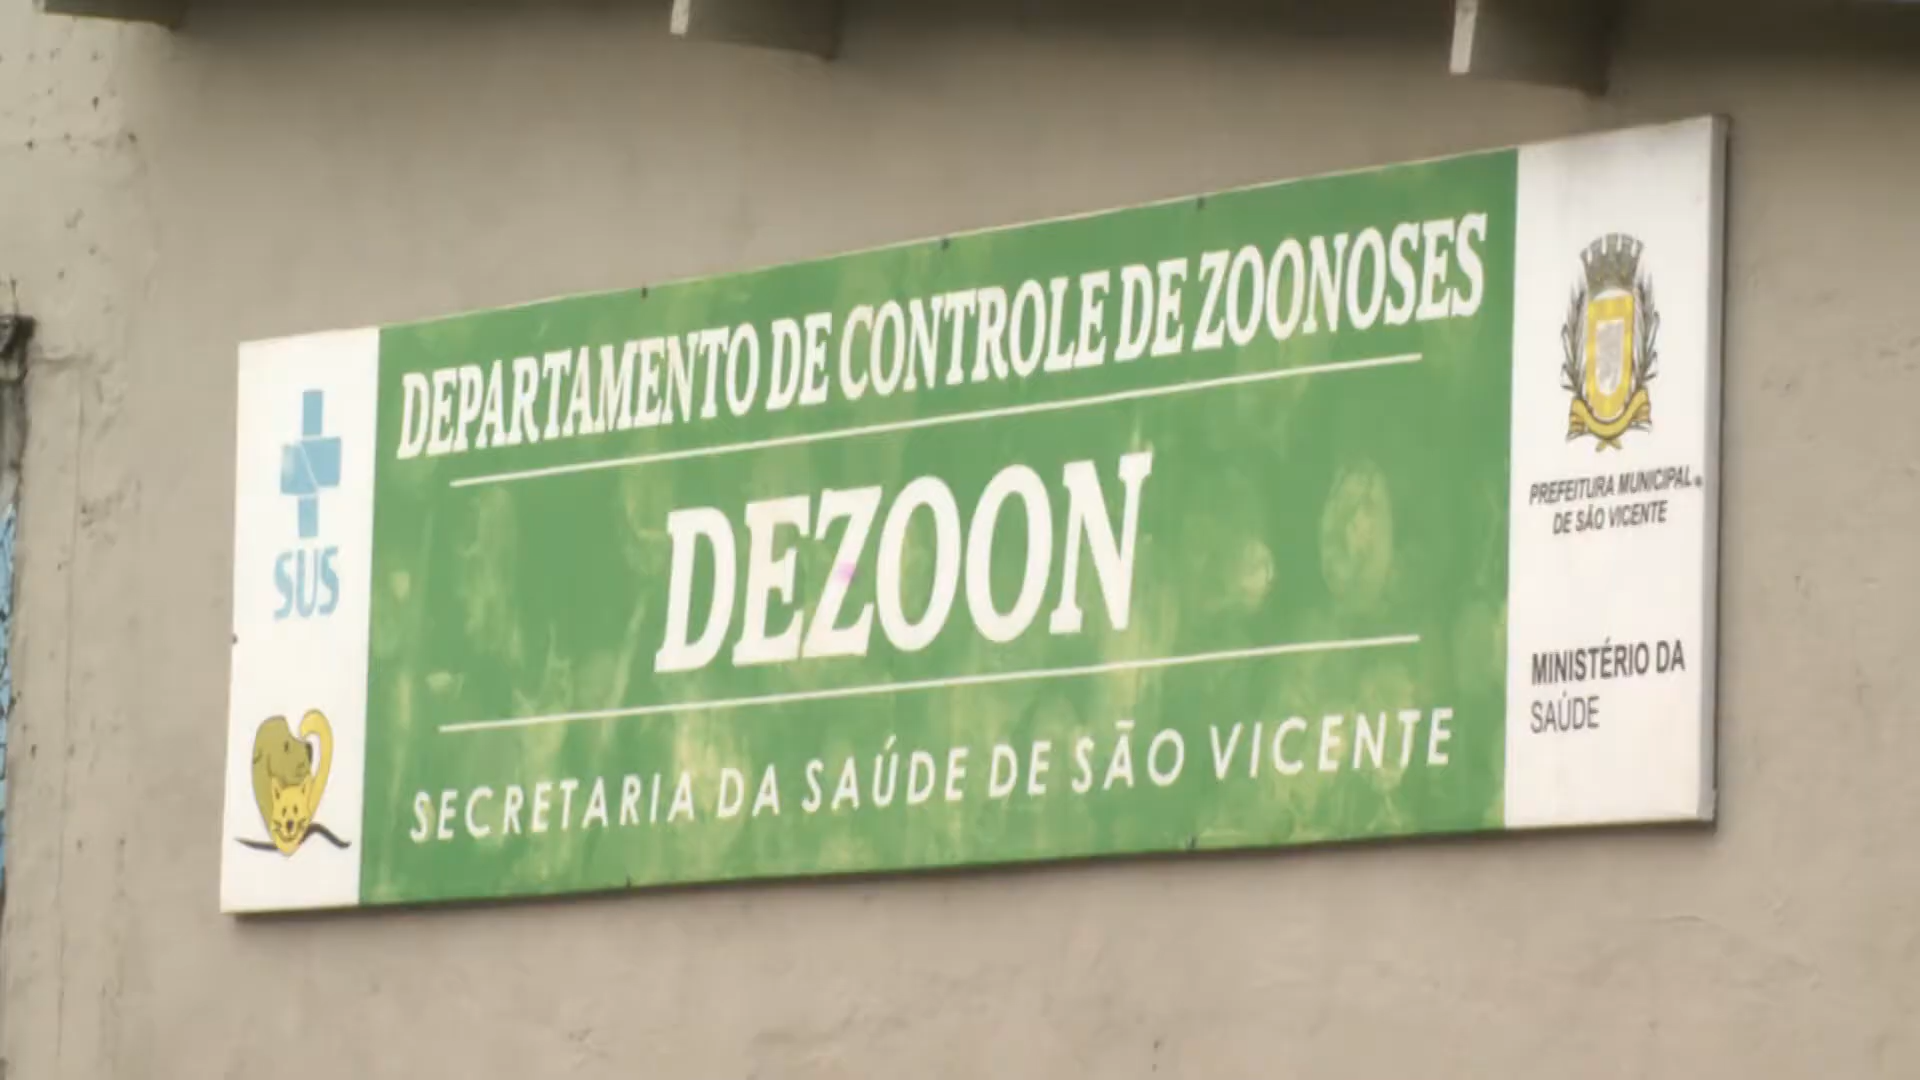 SUS
DEPARTAMENTO DE CONTROLE DE ZOONOSES
DEZOON
SECRETARIA DA SAÚDE DE SÃO VICENTE
PREFEITURA MUNICIPAL
DE SÃO VICENTE
MINISTÉRIO DA
SAÚDE